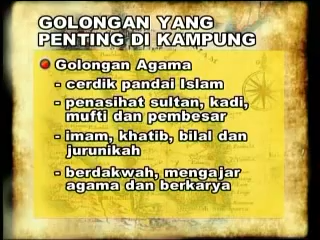 GOLONGAN YANG
PENTING DI KAMPUNG
Golongan Agama
- cerdik pandai Islam
- penasihat sultan, kadi,
mufti dan pembesar
- imam, khatib, bilal dan
jurunikah
- berdakwah, mengajar
agama dan berkarya